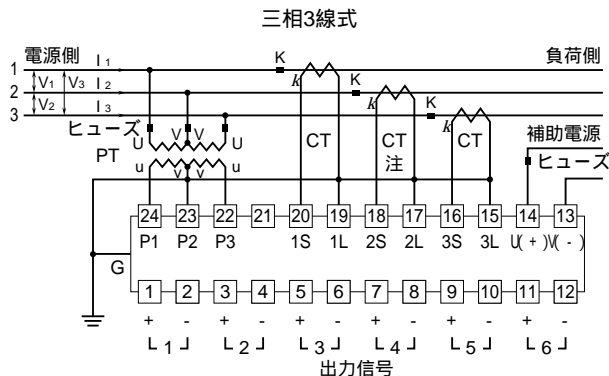 三相3線式
電源側 負荷側
1 I1 K
V1 V3 k
2 I2 K
V2 k
3 I3 K
k
ヒューズ U V V U CT CT CT 補助電源
PT 注 ヒューズ
u v v u
24 23 22 21 20 19 18 17 16 15 14 13
P1 P2 P3 1S 1L 2S 2L 3S 3L U(+) V(-)
G
1 2 3 4 5 6 7 8 9 10 11 12
+ - + - + - + - + - + -
1 2 3 4 5 6
出力信号